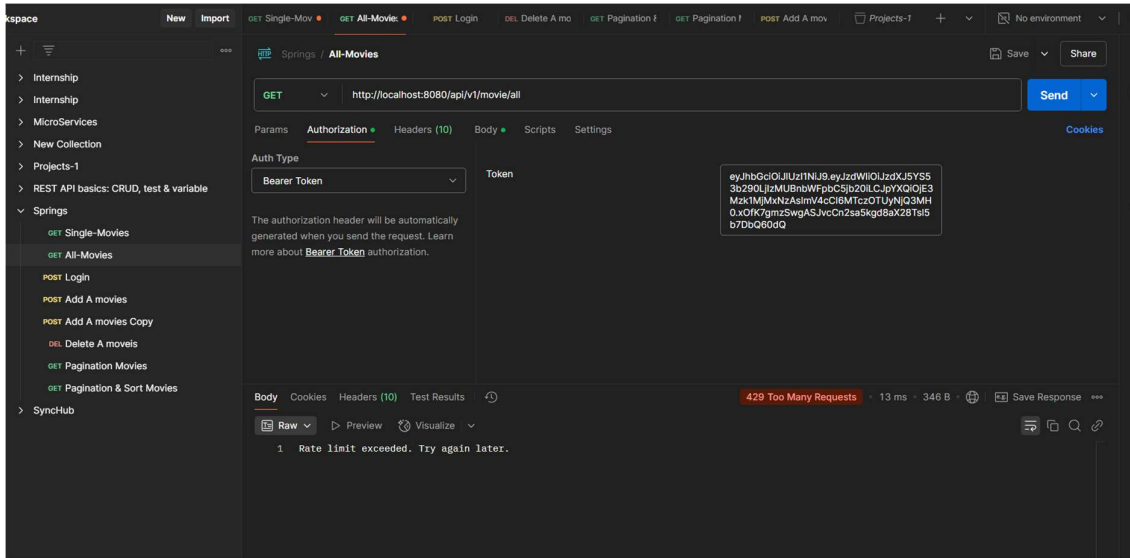 kspace
New Import
GET Single-Mov
GET All-Movie:
POST Login
DEL Delete A mo
GET Pagination &
GET Pagination
POST Add A mov
Projects-1
No environment
Internship
Internship
MicroServices
New Collection
Projects-1
REST API basics: CRUD, test & variable
Springs
GET Single-Movies
GET All-Movies
POST Login
POST Add A movies
POST Add A movies Copy
DEL Delete A moveis
GET Pagination Movies
GET Pagination & Sort Movies
SyncHub
HTTP Springs / All-Movies
Save Share
GET http://localhost:8080/api/v1/movie/all Send
Params Authorization Headers (10) Body Scripts Settings Cookies
Auth Type
Bearer Token
The authorization header will be automatically
generated when you send the request. Learn
more about Bearer Token authorization.
Token
eyJhbGciOiJIUzI1NiJ9.eyJzdWIiOiJzdXJ5YS5
3b290LjIzMUBnbWFpbC5jb20iLCJpYXQiOjE3
Mzk1MjMxNzAsImV4cCI6MTczOTUyNjQ3MH
0.xOfK7gmzSwgASJvcCn2sa5kgd8aX28Tsl5
b7DbQ60dQ
Body Cookies Headers (10) Test Results
429 Too Many Requests 13 ms 346 B e.g. Save Response
Raw Preview Visualize
1 Rate limit exceeded. Try again later.